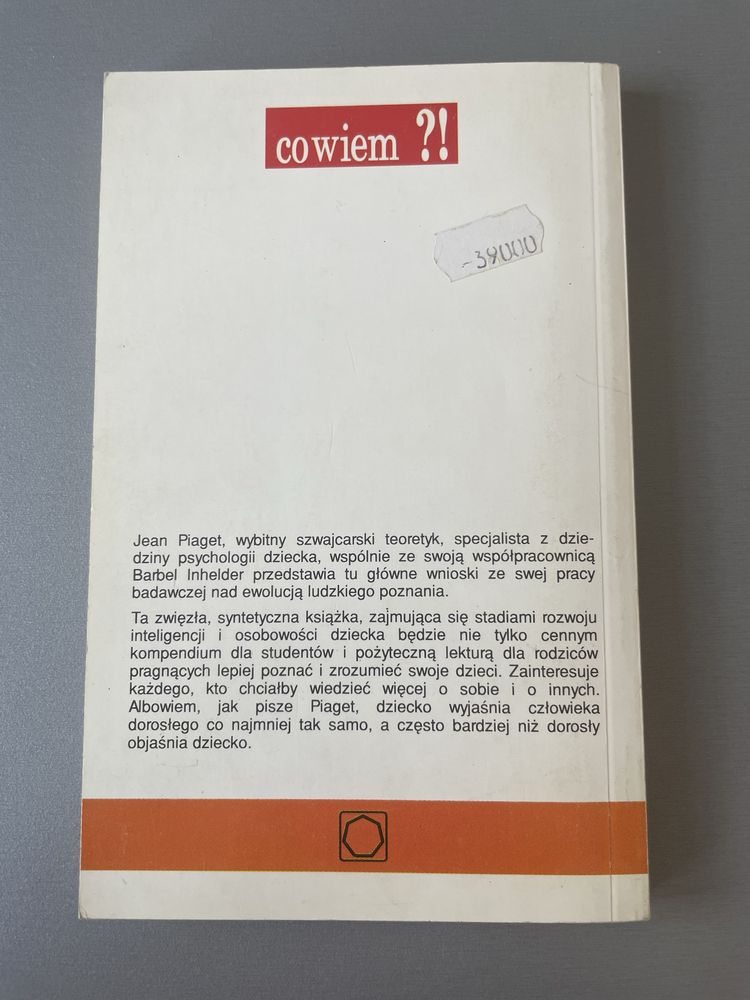 co wiem ?!
-39000
Jean Piaget, wybitny szwajcarski teoretyk, specjalista z dzie-
dziny psychologii dziecka, wspólnie ze swoją współpracownicą
Barbel Inhelder przedstawia tu główne wnioski ze swej pracy
badawczej nad ewolucją ludzkiego poznania.
Ta zwięzła, syntetyczna książka, zajmująca się stadiami rozwoju
inteligencji i osobowości dziecka będzie nie tylko cennym
kompendium dla studentów i pożyteczną lekturą dla rodziców
pragnących lepiej poznać i zrozumieć swoje dzieci. Zainteresuje
każdego, kto chciałby wiedzieć więcej o sobie i o innych.
Albowiem, jak pisze Piaget, dziecko wyjaśnia człowieka
dorosłego co najmniej tak samo, a często bardziej niż dorosły
objaśnia dziecko.